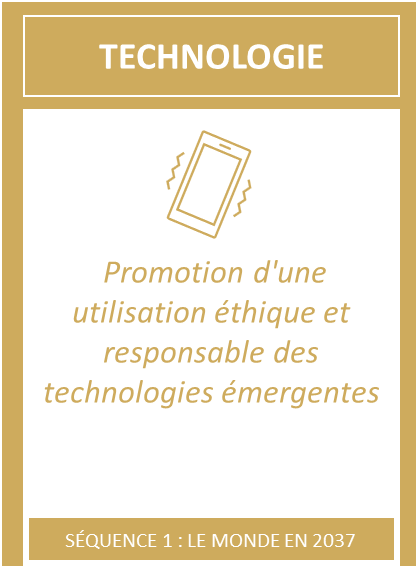 TECHNOLOGIE
Promotion d'une
utilisation éthique et
responsable des
technologies émergentes
SÉQUENCE 1 : LE MONDE EN 2037